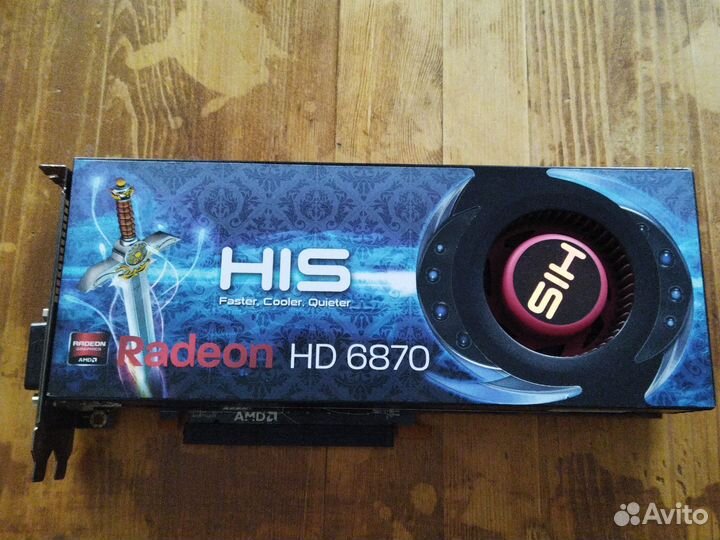 HIS
Faster. Cooler. Quieter
HIS
RADEON
GRAPHICS
AMD
Radeon HD 6870
AMD
Avito